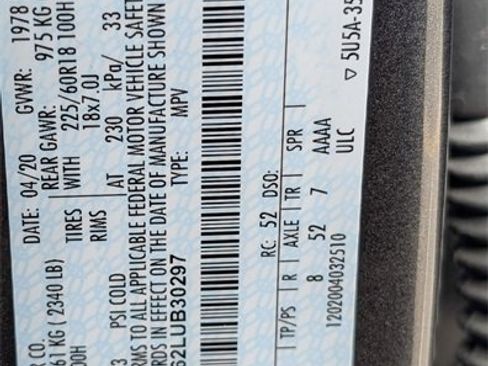 R CO. DATE: 04/20 GVWR: 1978
61 KG ( 2340 LB) REAR GAWR: 975 KG
00H TIRES WITH 225/60R18 100H
RIMS 18x7.0J
3 PSI COLD AT 230 kPa/ 33
RMS TO ALL APPLICABLE FEDERAL MOTOR VEHICLE SAFET
RDS IN EFFECT ON THE DATE OF MANUFACTURE SHOWN
62LUB30297 TYPE: MPV
RC: 52 DSO:
TP/PS R AXLE TR SPR
8 52 7 AAAA
1202004032510 ULC
▽ 5U5A-35